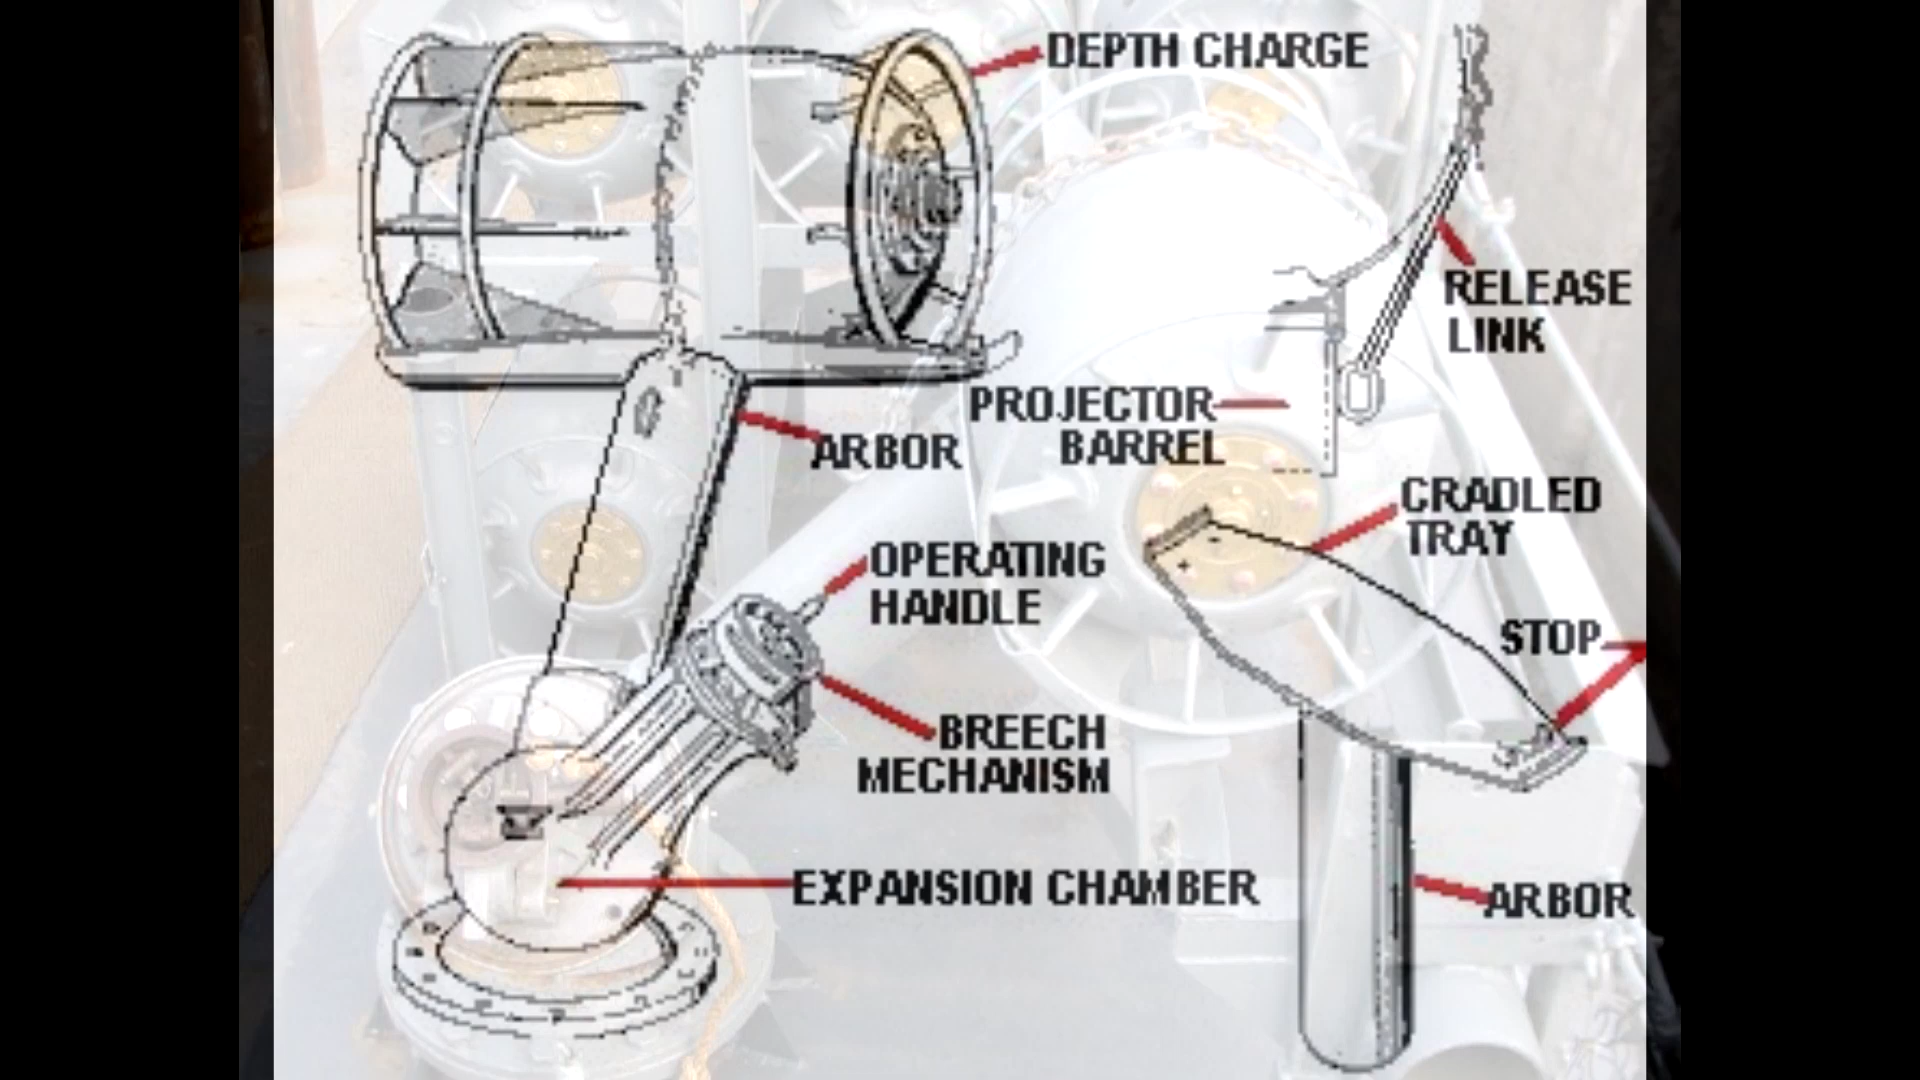 DEPTH CHARGE
RELEASE
LINK
PROJECTOR
BARREL
ARBOR
CRADLED
TRAY
OPERATING
HANDLE
STOP
BREECH
MECHANISM
EXPANSION CHAMBER
ARBOR